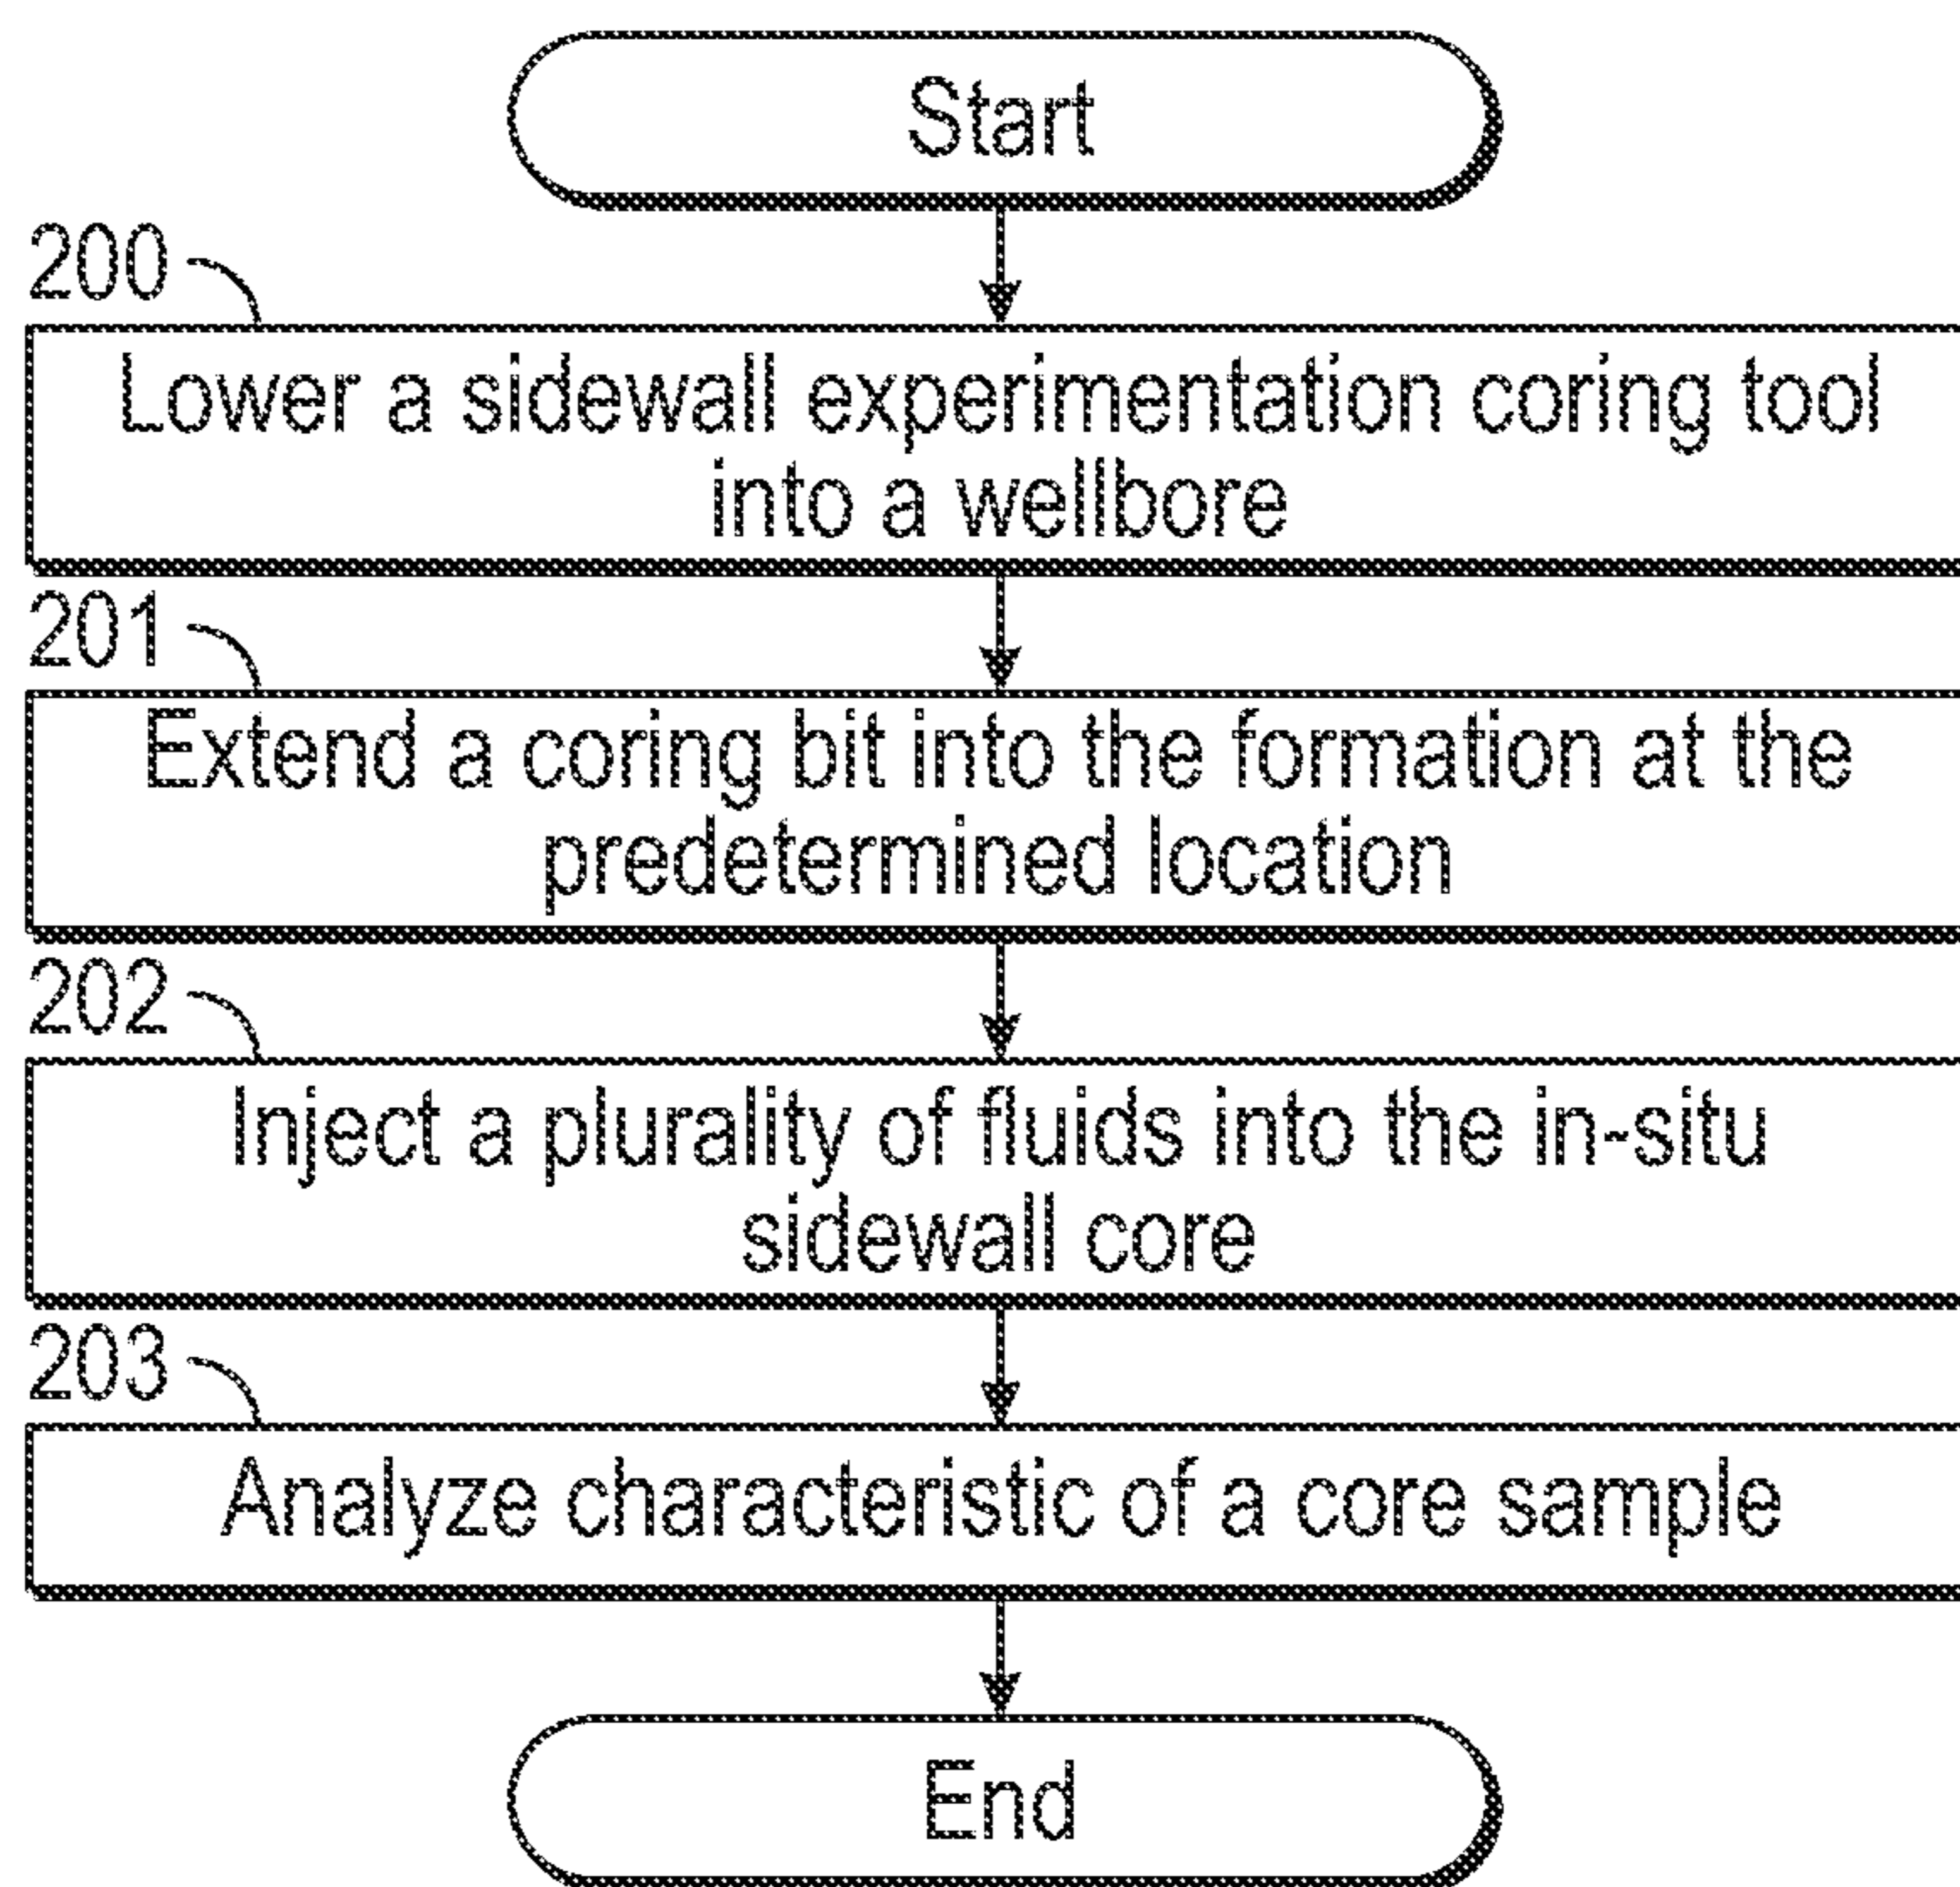 Start
200
Lower a sidewall experimentation coring tool
into a wellbore
201
Extend a coring bit into the formation at the
predetermined location
202
Inject a plurality of fluids into the in-situ
sidewall core
203
Analyze characteristic of a core sample
End